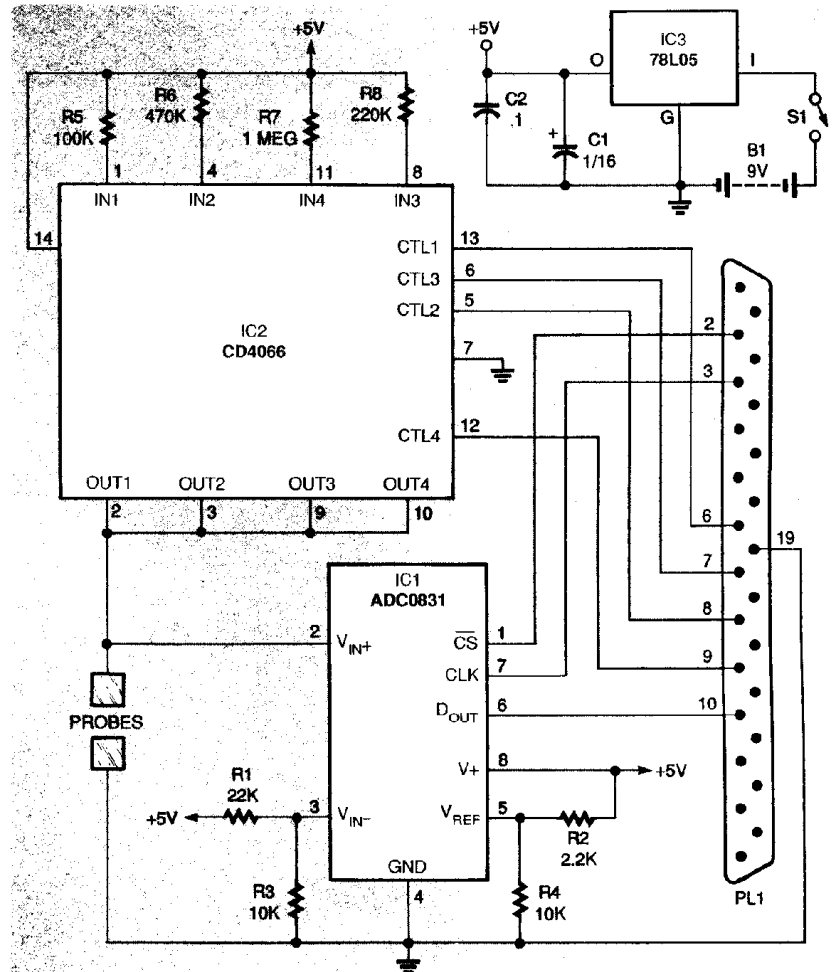 +5V
R5
100K
R6
470K
R7
1 MEG
R8
220K
1
4
11
8
IN1
IN2
IN4
IN3
14
IC2
CD4066
CTL1
13
CTL3
6
CTL2
5
7
CTL4
12
OUT1
OUT2
OUT3
OUT4
2
3
9
10
+5V
O
IC3
78L05
I
G
C2
.1
+
C1
1/16
S1
B1
9V
2
3
6
19
7
8
9
10
PL1
IC1
ADC0831
2
VIN+
CS
1
CLK
7
DOUT
6
V+
8
+5V
3
VIN–
VREF
5
GND
4
PROBES
R1
22K
+5V
R3
10K
R2
2.2K
R4
10K